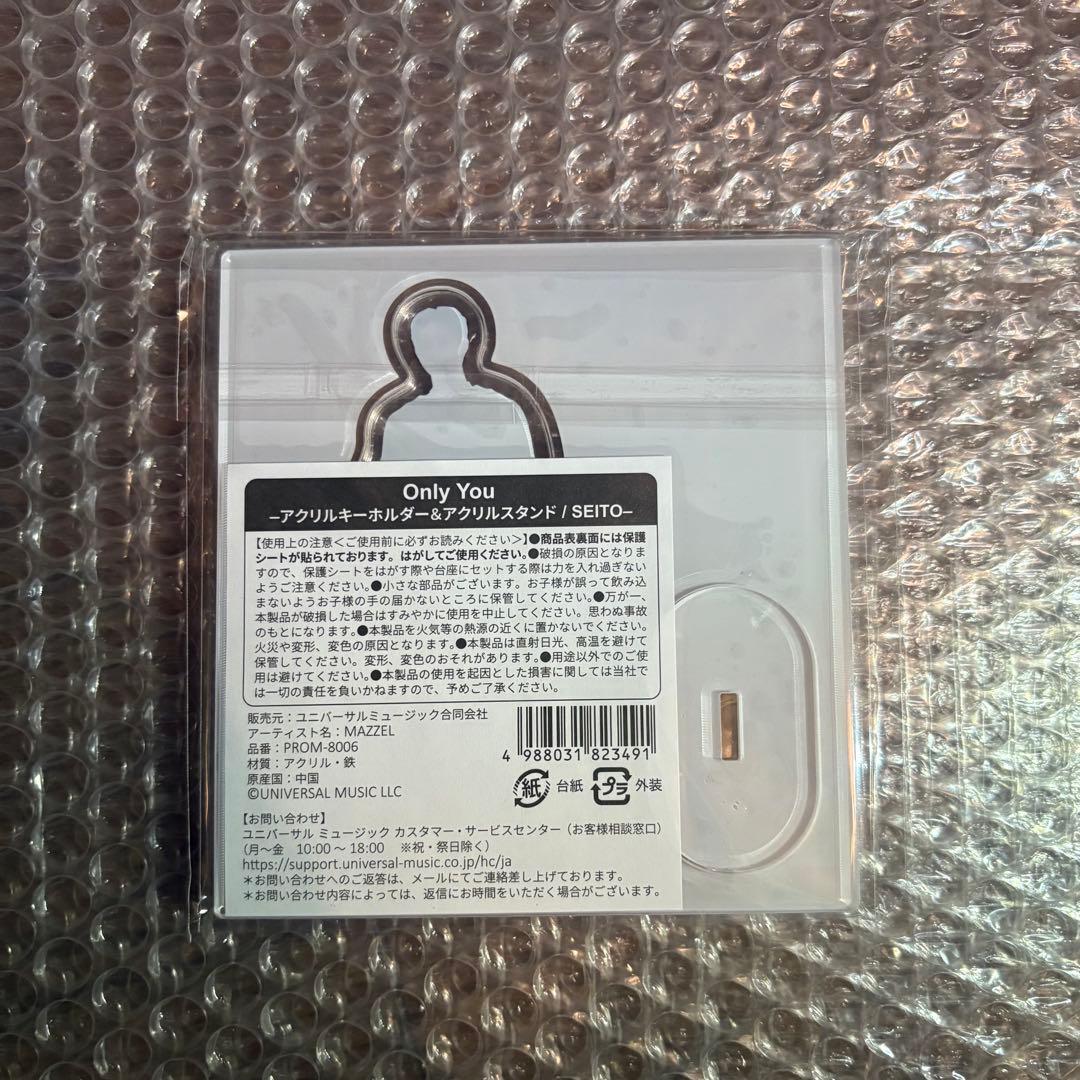 Only You
–アクリルキーホルダー&アクリルスタンド / SEITO–
【使用上の注意＜ご使用前に必ずお読みください＞】●商品表裏面には保護
シートが貼られております。はがしてご使用ください。●破損の原因となりま
すので、保護シートをはがす際や台座にセットする際は力を入れ過ぎない
ようご注意ください。●小さな部品がございます。お子様が誤って飲み込
まないようお子様の手の届かないところに保管してください。●万が一、
本製品が破損した場合はすみやかに使用を中止してください。思わぬ事故
のもとになります。●本製品を火気等の熱源の近くに置かないでください。
火災や変形、変色の原因となります。●本製品は直射日光、高温を避けて
保管してください。変形、変色のおそれがあります。●用途以外でのご使
用は避けてください。●本製品の使用を起因とした損害に関しては当社で
は一切の責任を負いかねますので、予めご了承ください。
販売元：ユニバーサルミュージック合同会社
アーティスト名：MAZZEL
品番：PROM-8006
材質：アクリル・鉄
原産国：中国
©UNIVERSAL MUSIC LLC
4 988031 823491
紙 台紙 プラ 外装
【お問い合わせ】
ユニバーサル ミュージック カスタマー・サービスセンター（お客様相談窓口）
（月～金 10:00～18:00 ※祝・祭日除く）
https://support.universal-music.co.jp/hc/ja
＊お問い合わせへのご返答は、メールにてご連絡差し上げております。
＊お問い合わせ内容によっては、返信にお時間をいただく場合がございます。